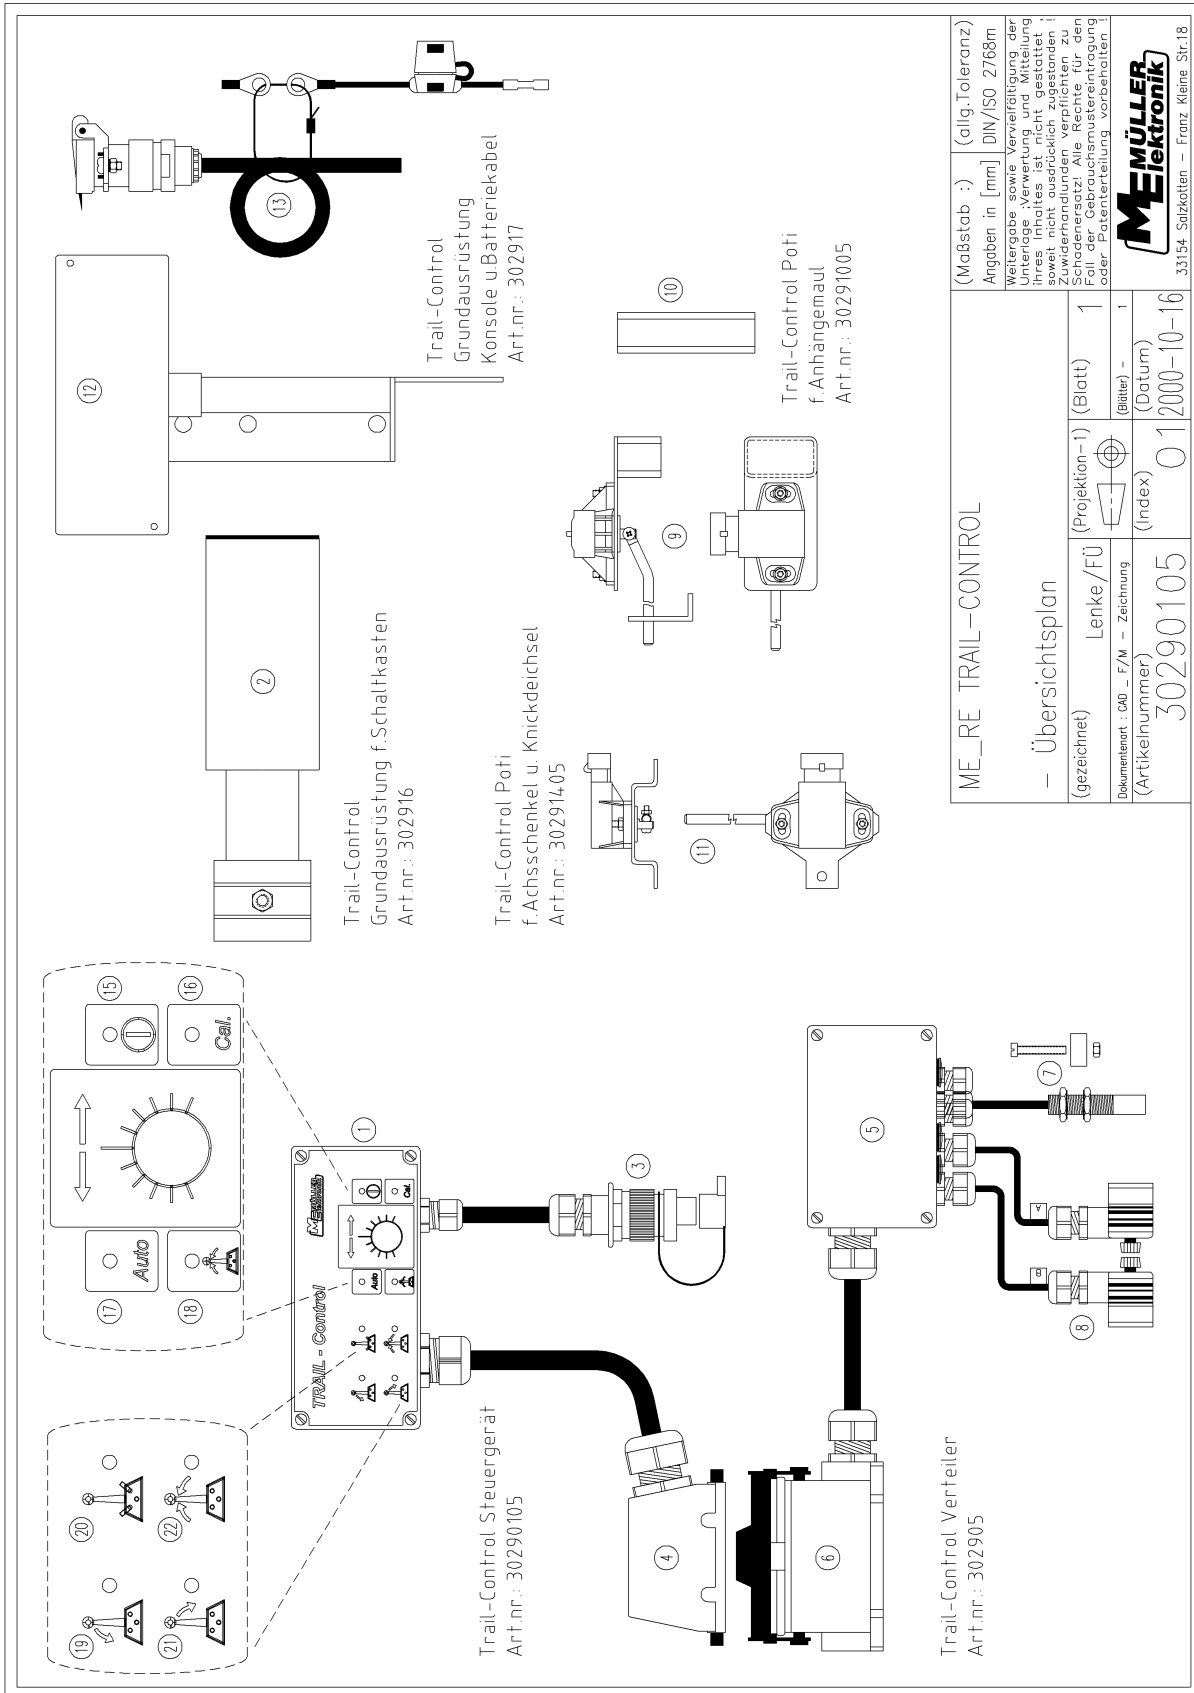 19
20
21
22
17
Auto
18
15
16
Cal.
1
TRAIL - Control
MÜLLER
Elektronik
Auto
Cal.
3
Trail-Control Steuergerät
Art.nr.: 30290105
4
6
Trail-Control Verteiler
Art.nr.: 302905
5
7
8
A
B
2
Trail-Control
Grundausrüstung f.Schaltkasten
Art.nr.: 302916
12
13
Trail-Control
Grundausrüstung
Konsole u.Batteriekabel
Art.nr.: 302917
Trail-Control Poti
f.Achsschenkel u. Knickdeichsel
Art.nr.: 30291405
11
9
10
Trail-Control Poti
f.Anhängemaul
Art.nr.: 30291005
ME_RE TRAIL-CONTROL
- Übersichtsplan
(gezeichnet)
Lenke/FÜ
Dokumentenart : CAD _ F/M - Zeichnung
(Artikelnummer)
30290105
(Projektion-1)
(Index)
01
(Blatt)
1
(Blätter) -
1
(Datum)
2000-10-16
(Maßstab :)
(allg.Toleranz)
Angaben in [mm]
DIN/ISO 2768m
Weitergabe sowie Vervielfältigung der
Unterlage ,Verwertung und Mitteilung
ihres Inhaltes ist nicht gestattet ,
soweit nicht ausdrücklich zugestanden !
Zuwiderhandlunden verpflichten zu
Schadenersatz! Alle Rechte für den
Fall der Gebrauchsmustereintragung
oder Patenterteilung vorbehalten !
ME MÜLLER
Elektronik
33154 Salzkotten - Franz Kleine Str.18